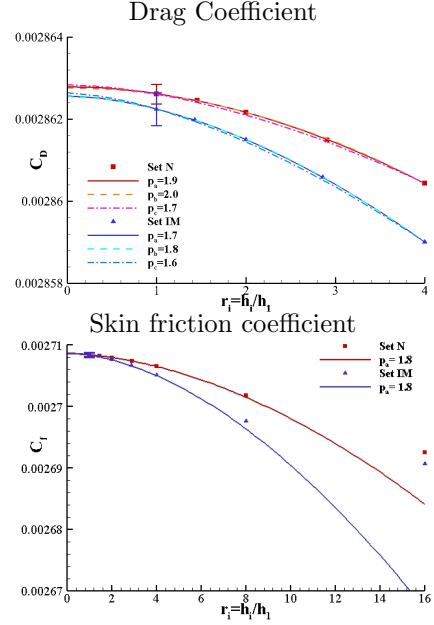 Drag Coefficient
0.002864
0.002862
C_D
0.00286
0.002858
Set N
p_a=1.9
p_b=2.0
p_c=1.7
Set IM
p_a=1.7
p_b=1.8
p_c=1.6
0 1 2 3 4
r_i=h_i/h_1
Skin friction coefficient
0.00271
0.0027
C_f
0.00269
0.00268
0.00267
Set N
p_a= 1.8
Set IM
p_a= 1.8
0 2 4 6 8 10 12 14 16
r_i=h_i/h_1